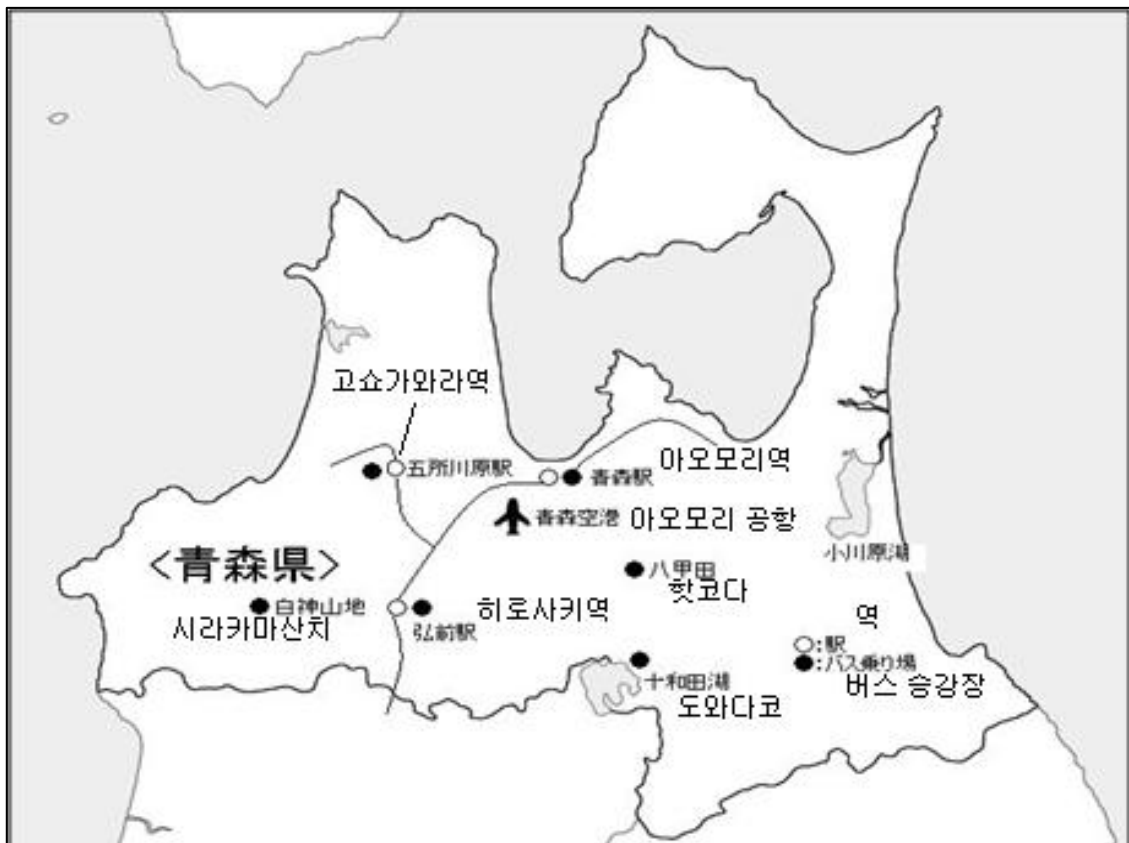 고쇼가와라역
五所川原駅
아오모리역
青森駅
青森空港 아오모리 공항
小川原湖
<青森県>
八甲田
핫코다
白神山地
시라카마산치
히로사키역
弘前駅
역
○:駅
●:バス乗り場
버스 승강장
十和田湖
도와다코